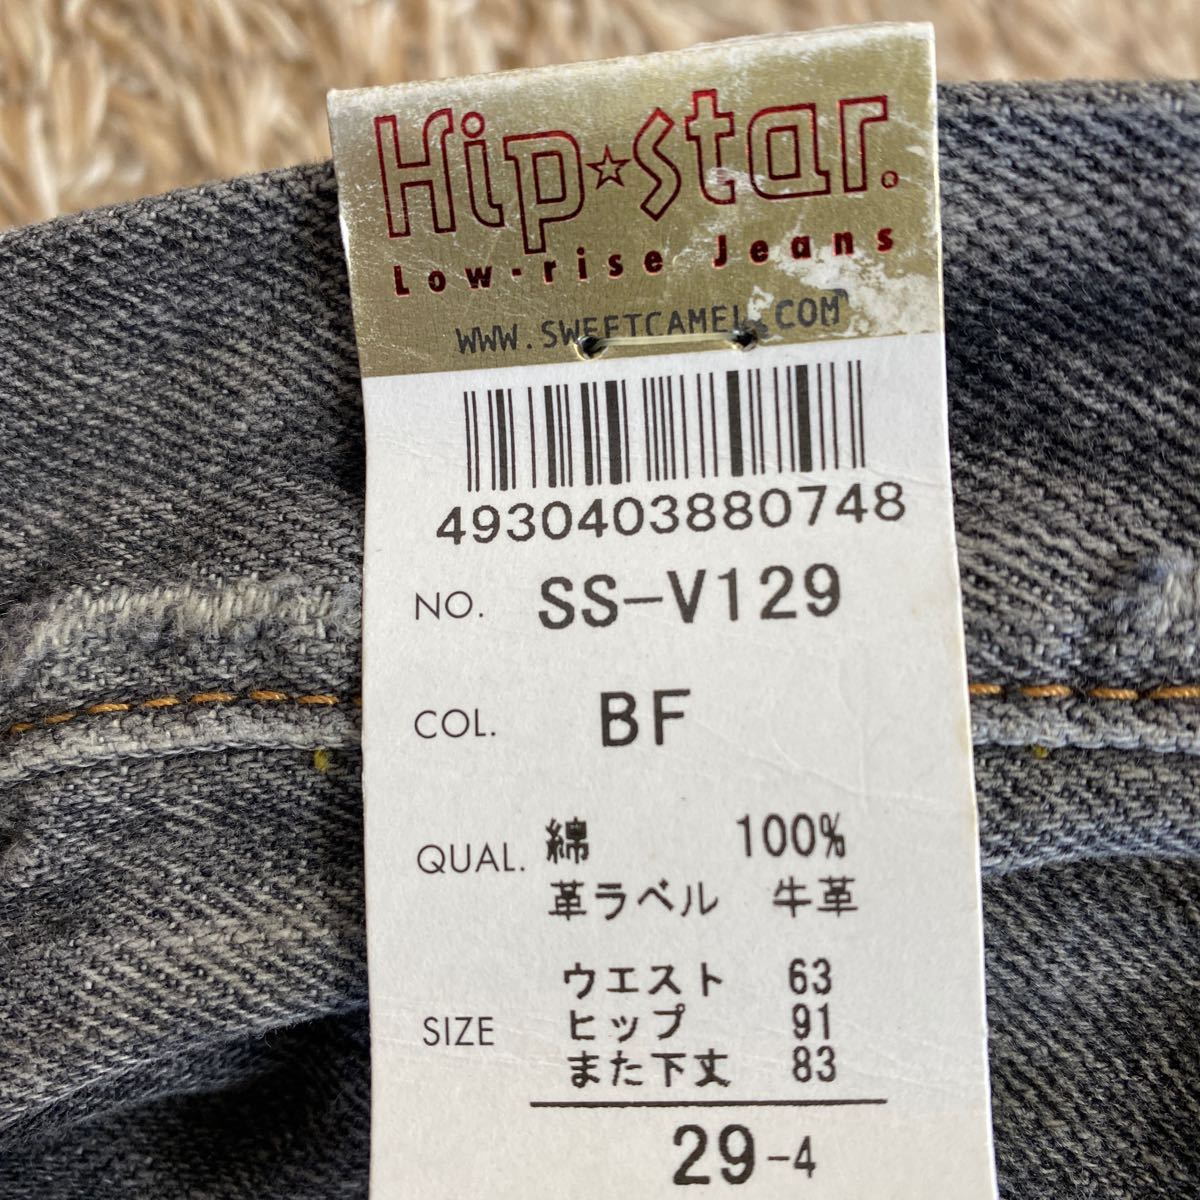 Hip☆star.®
Low-rise Jeans
WWW.SWEETCAMEL.COM
4930403880748
NO. SS-V129
COL. BF
QUAL. 綿 100%
革ラベル 牛革
ウエスト 63
SIZE ヒップ 91
また下丈 83
29-4